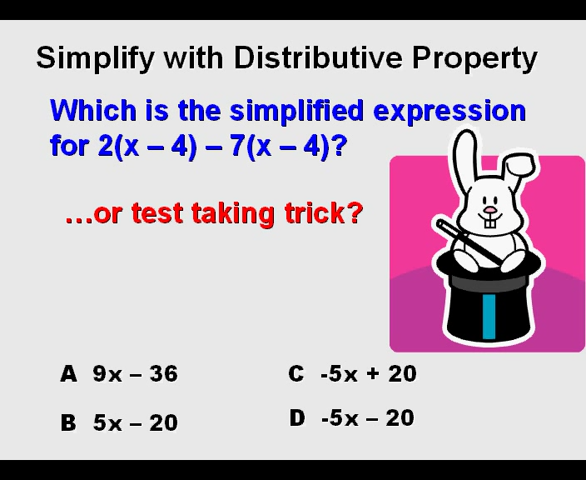 Simplify with Distributive Property
Which is the simplified expression
for 2(x – 4) – 7(x – 4)?
...or test taking trick?
A 9x – 36
C -5x + 20
B 5x – 20
D -5x – 20